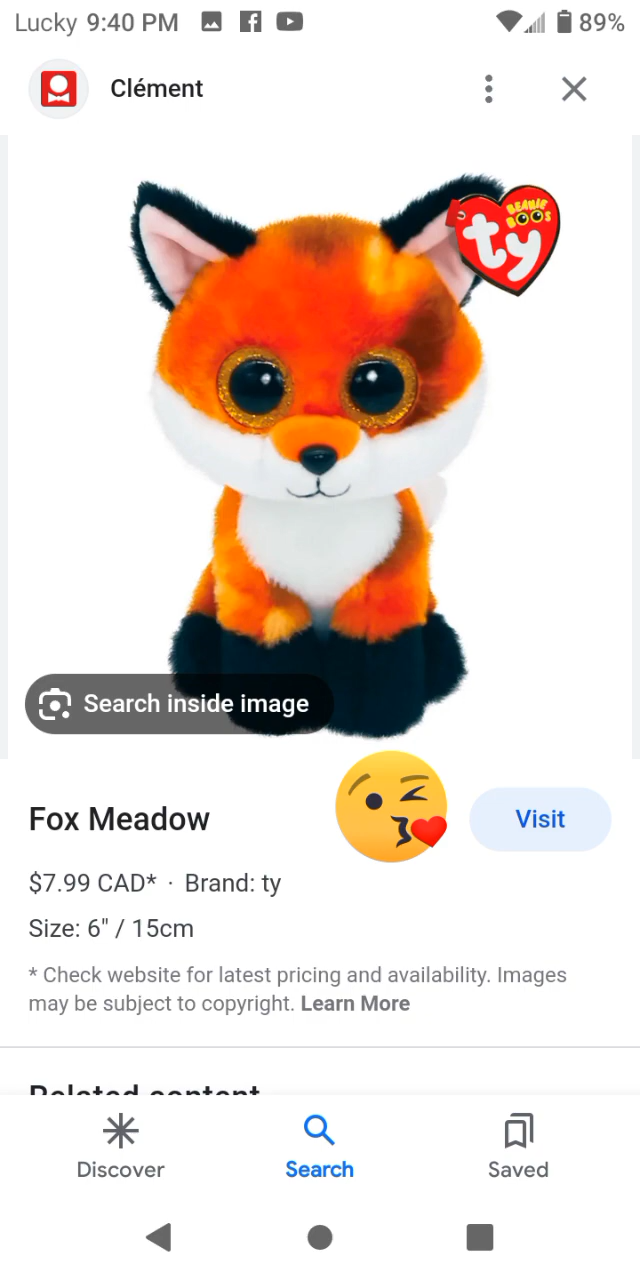 Lucky 9:40 PM 89%
Clément
BEANIE
BOOS
ty
Search inside image
Fox Meadow
Visit
$7.99 CAD* · Brand: ty
Size: 6" / 15cm
* Check website for latest pricing and availability. Images
may be subject to copyright. Learn More
Related content
Discover
Search
Saved